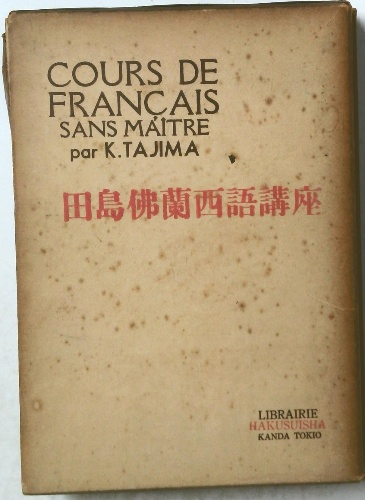 COURS DE
FRANÇAIS
SANS MAÎTRE
par K.TAJIMA
田島佛蘭西語講座
LIBRAIRIE
HAKUSUISHA
KANDA TOKIO